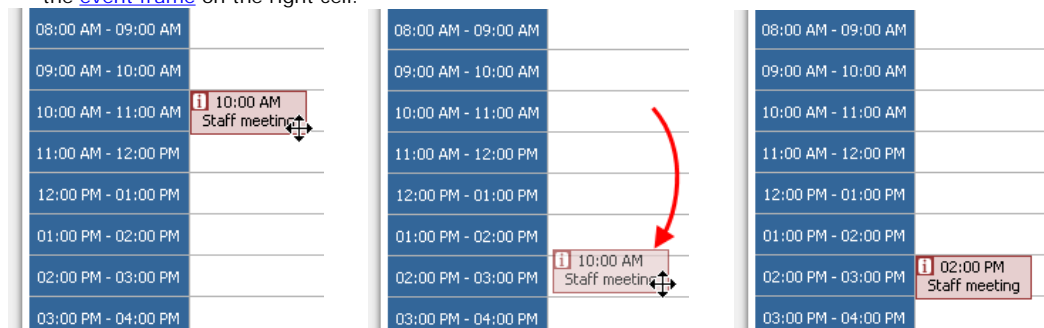 the event frame on the right cell.
08:00 AM - 09:00 AM
09:00 AM - 10:00 AM
10:00 AM - 11:00 AM
i 10:00 AM
Staff meeting
11:00 AM - 12:00 PM
12:00 PM - 01:00 PM
01:00 PM - 02:00 PM
02:00 PM - 03:00 PM
03:00 PM - 04:00 PM
08:00 AM - 09:00 AM
09:00 AM - 10:00 AM
10:00 AM - 11:00 AM
11:00 AM - 12:00 PM
12:00 PM - 01:00 PM
01:00 PM - 02:00 PM
i 10:00 AM
02:00 PM - 03:00 PM
Staff meeting
03:00 PM - 04:00 PM
08:00 AM - 09:00 AM
09:00 AM - 10:00 AM
10:00 AM - 11:00 AM
11:00 AM - 12:00 PM
12:00 PM - 01:00 PM
01:00 PM - 02:00 PM
02:00 PM - 03:00 PM
i 02:00 PM
Staff meeting
03:00 PM - 04:00 PM